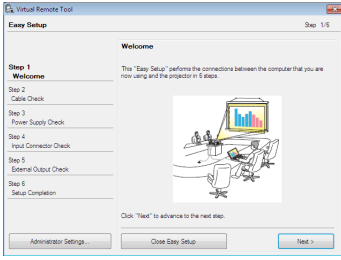 Virtual Remote Tool
Easy Setup
Step 1/6
Welcome
Step 1
Welcome
This "Easy Setup" performs the connections between the computer that you are
now using and the projector in 6 steps.
Step 2
Cable Check
Step 3
Power Supply Check
Step 4
Input Connector Check
Step 5
External Output Check
Step 6
Setup Completion
Click "Next" to advance to the next step.
Administrator Settings...
Close Easy Setup
Next >